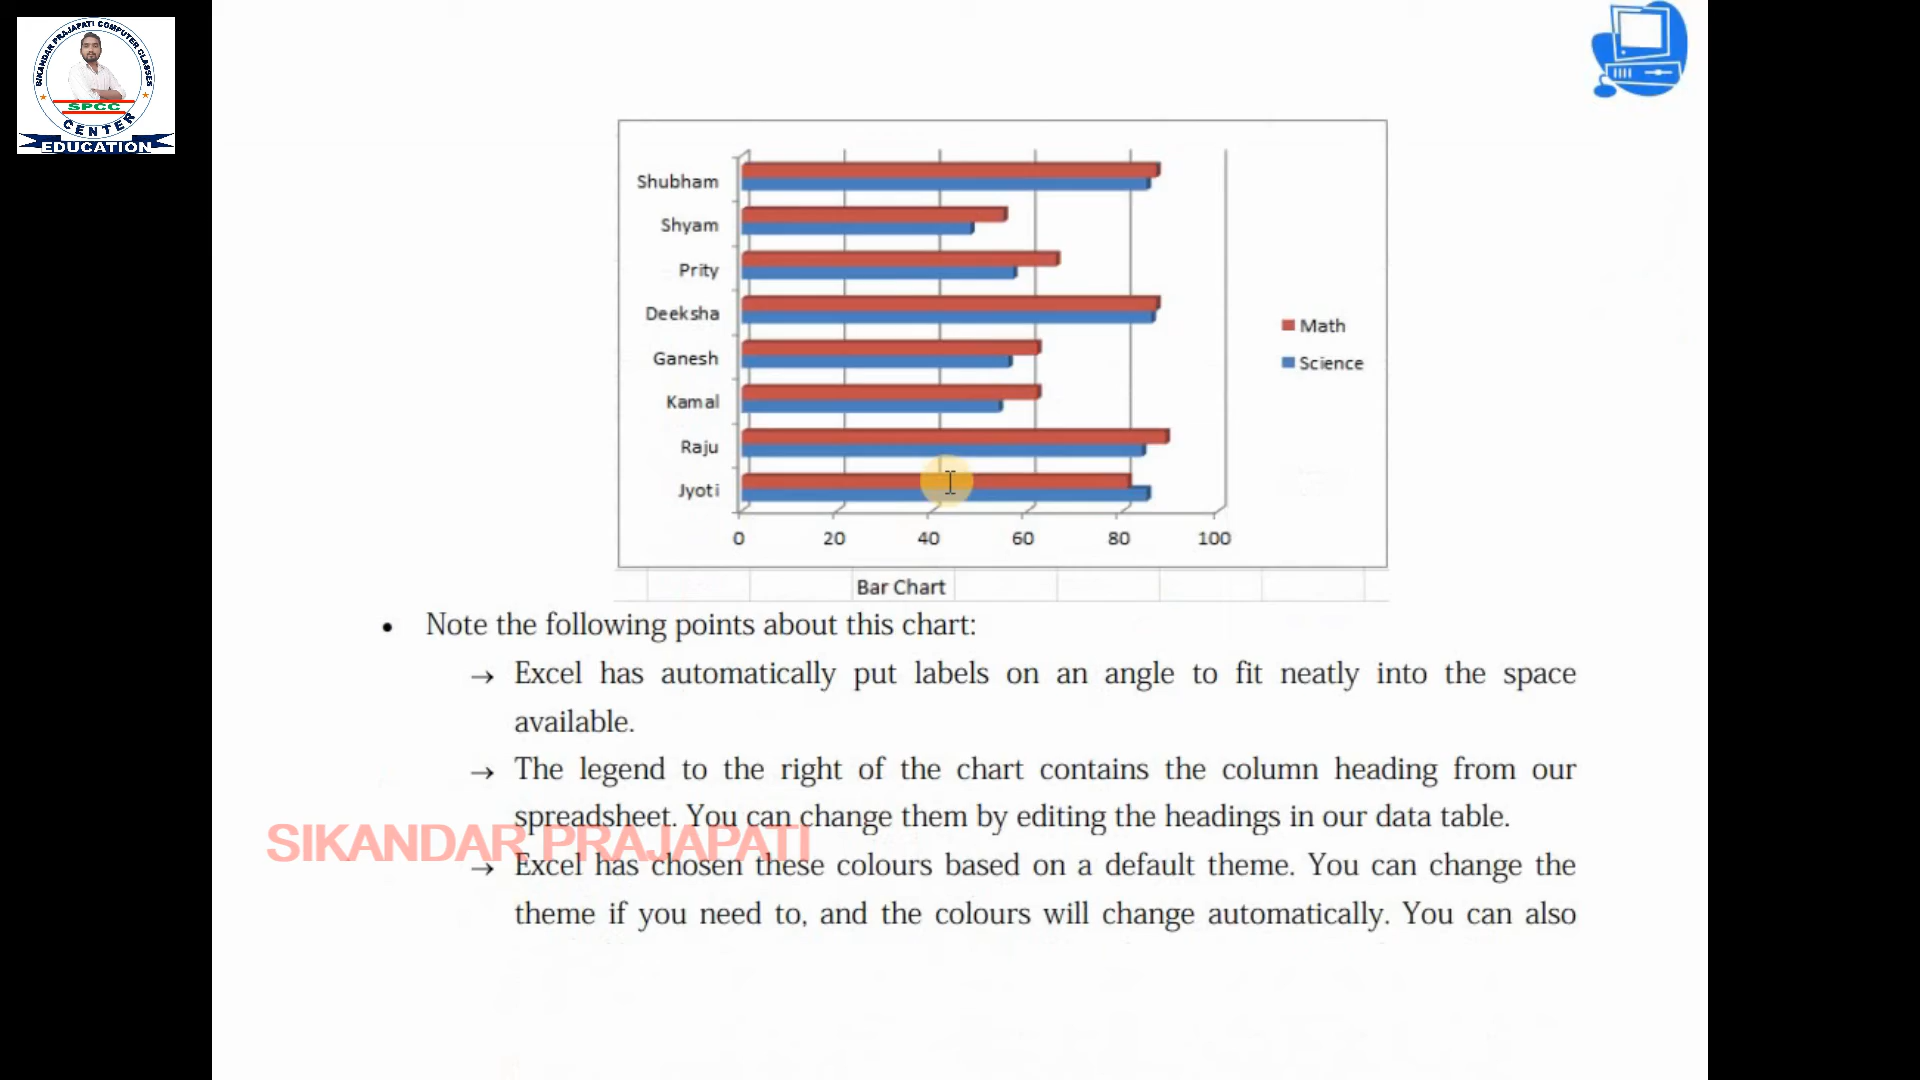 SIKANDAR PRAJAPATI COMPUTER CLASSES
SPCC
CENTER
EDUCATION
Shubham
Shyam
Prity
Deeksha
Ganesh
Kamal
Raju
Jyoti
0 20 40 60 80 100
Math
Science
Bar Chart
• Note the following points about this chart:
→ Excel has automatically put labels on an angle to fit neatly into the space
available.
→ The legend to the right of the chart contains the column heading from our
spreadsheet. You can change them by editing the headings in our data table.
SIKANDAR PRAJAPATI
→ Excel has chosen these colours based on a default theme. You can change the
theme if you need to, and the colours will change automatically. You can also